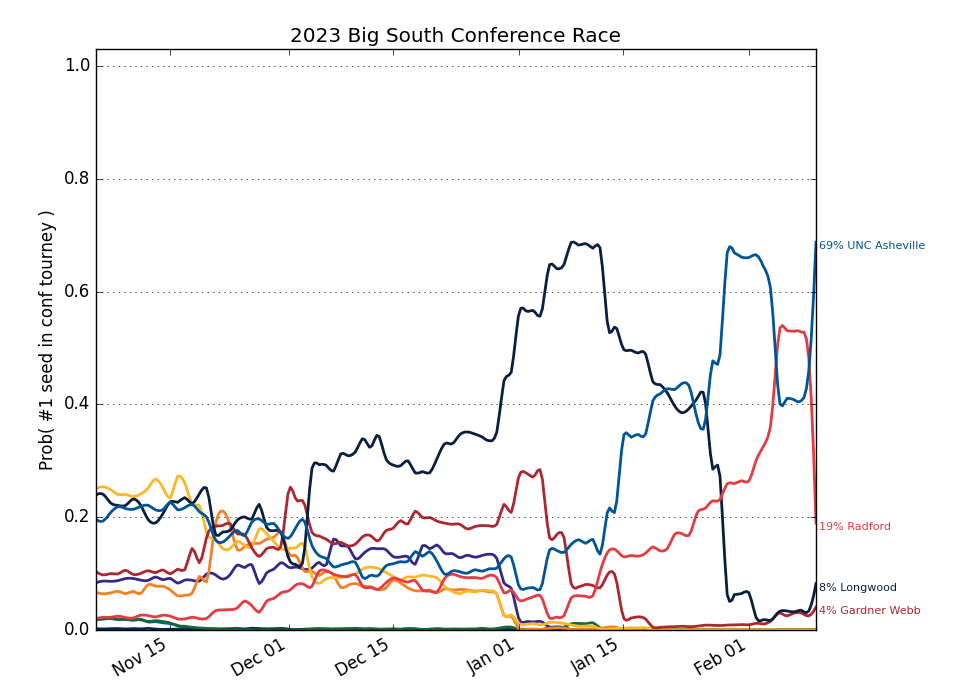 2023 Big South Conference Race
Prob( #1 seed in conf tourney )
1.0
0.8
0.6
0.4
0.2
0.0
69% UNC Asheville
19% Radford
8% Longwood
4% Gardner Webb
Nov 15
Dec 01
Dec 15
Jan 01
Jan 15
Feb 01